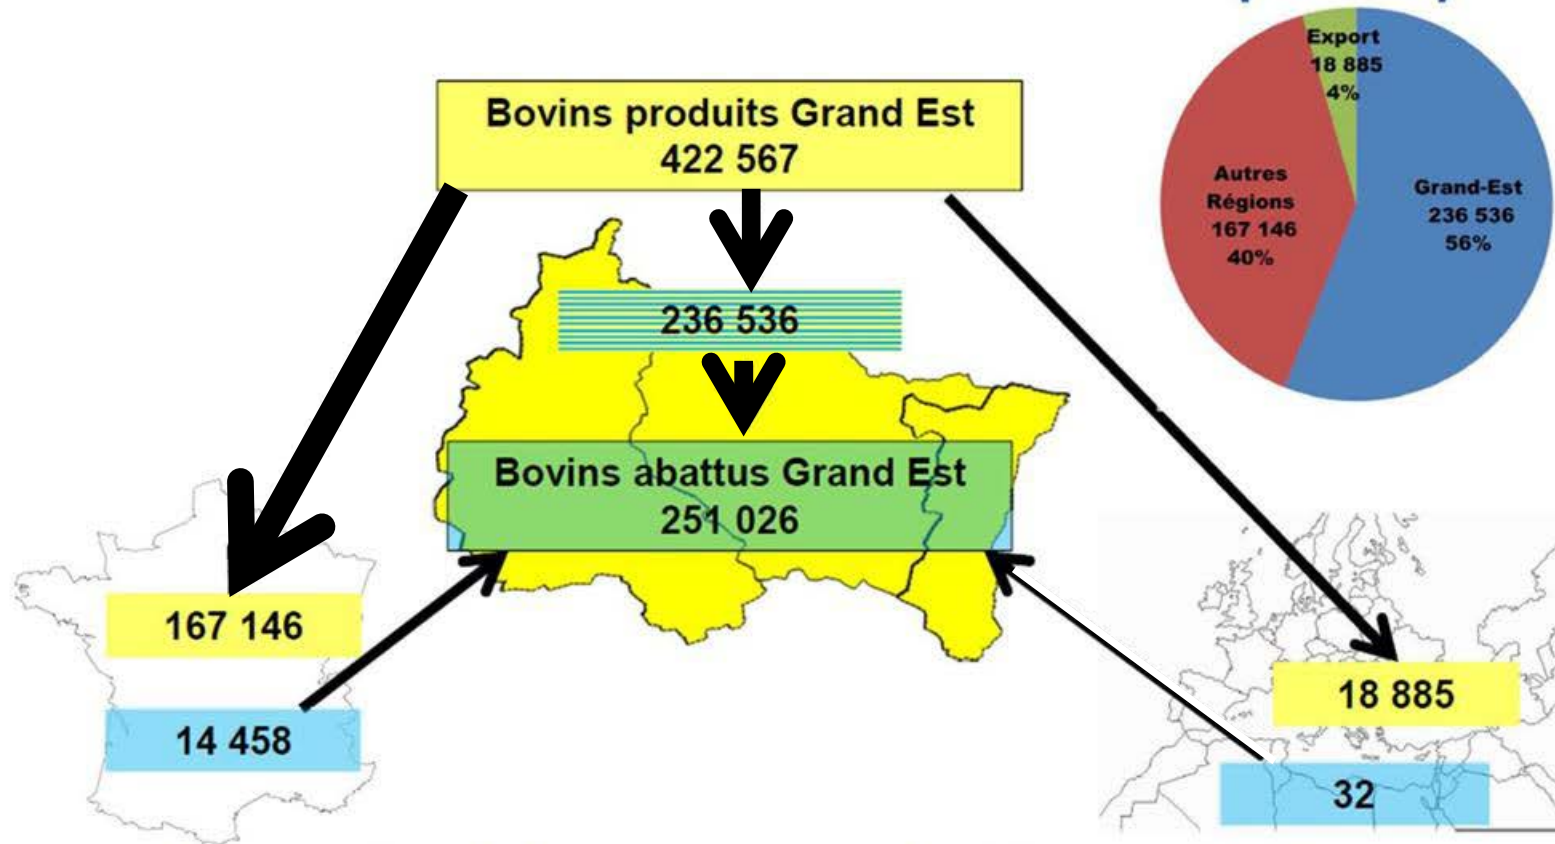 Bovins produits Grand Est
422 567
Export
18 885
4%
Autres
Régions
167 146
40%
Grand-Est
236 536
56%
236 536
Bovins abattus Grand Est
251 026
167 146
14 458
18 885
32